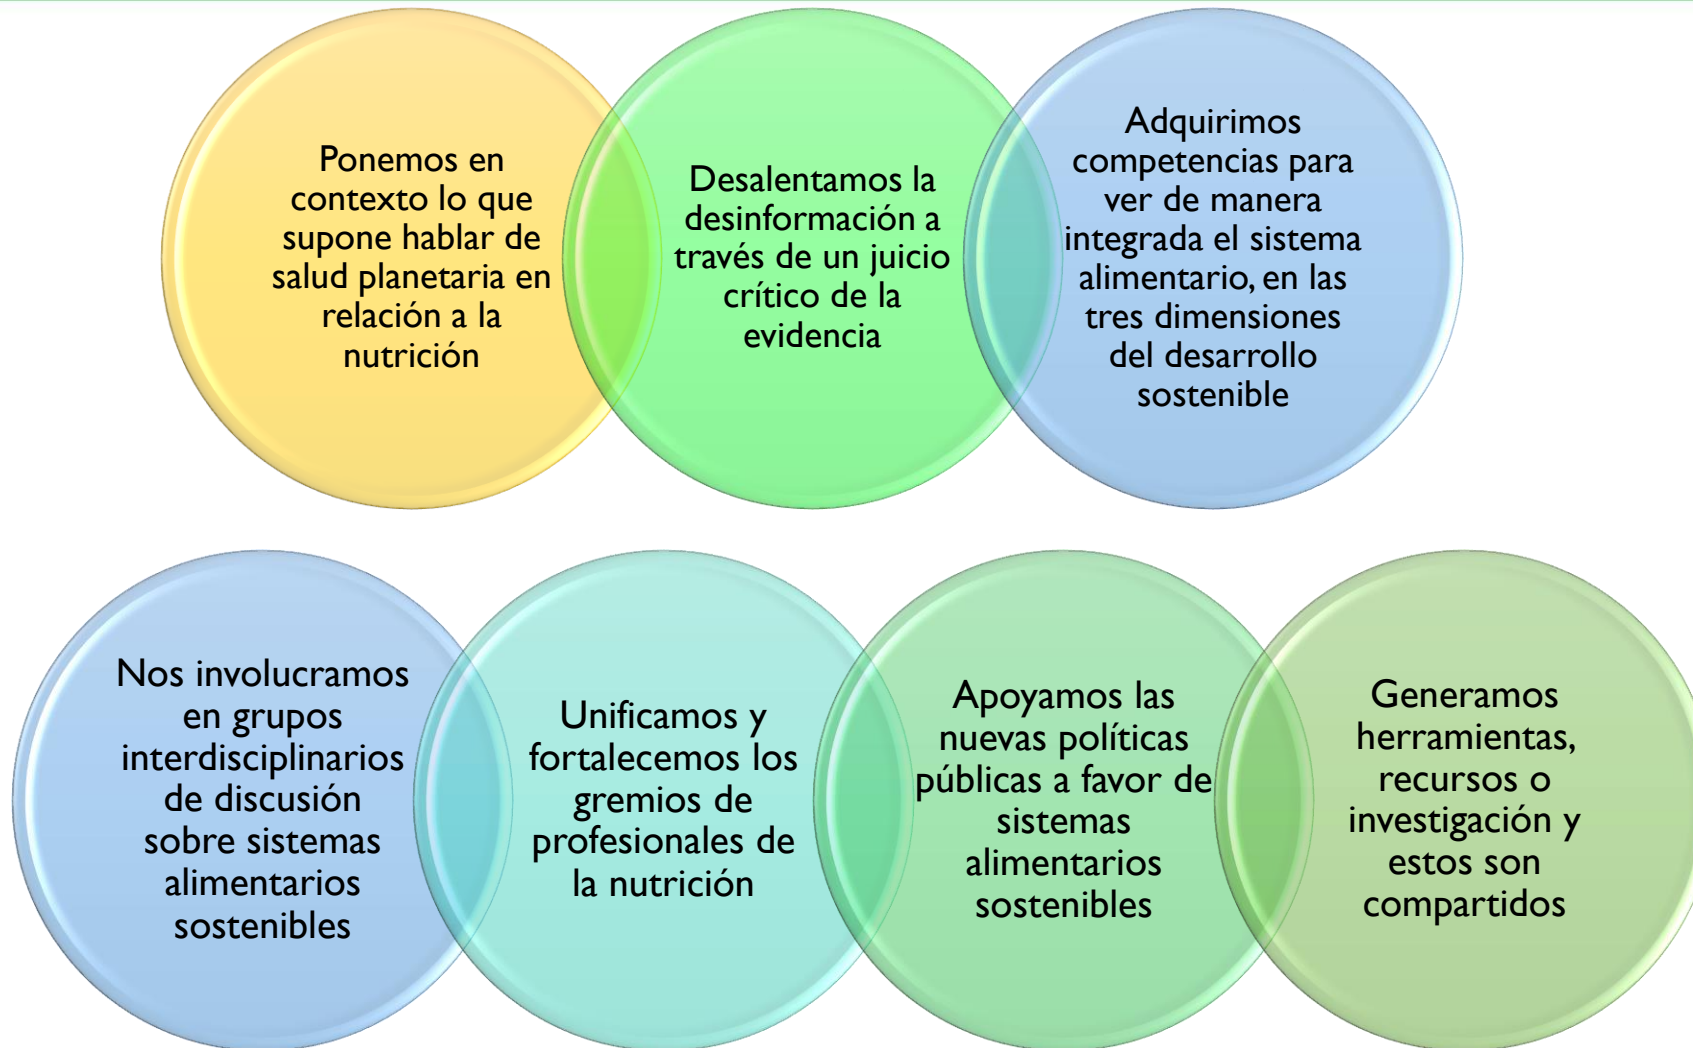 Ponemos en
contexto lo que
supone hablar de
salud planetaria en
relación a la
nutrición
Desalentamos la
desinformación a
través de un juicio
crítico de la
evidencia
Adquirimos
competencias para
ver de manera
integrada el sistema
alimentario, en las
tres dimensiones
del desarrollo
sostenible
Nos involucramos
en grupos
interdisciplinarios
de discusión
sobre sistemas
alimentarios
sostenibles
Unificamos y
fortalecemos los
gremios de
profesionales de
la nutrición
Apoyamos las
nuevas políticas
públicas a favor de
sistemas
alimentarios
sostenibles
Generamos
herramientas,
recursos o
investigación y
estos son
compartidos